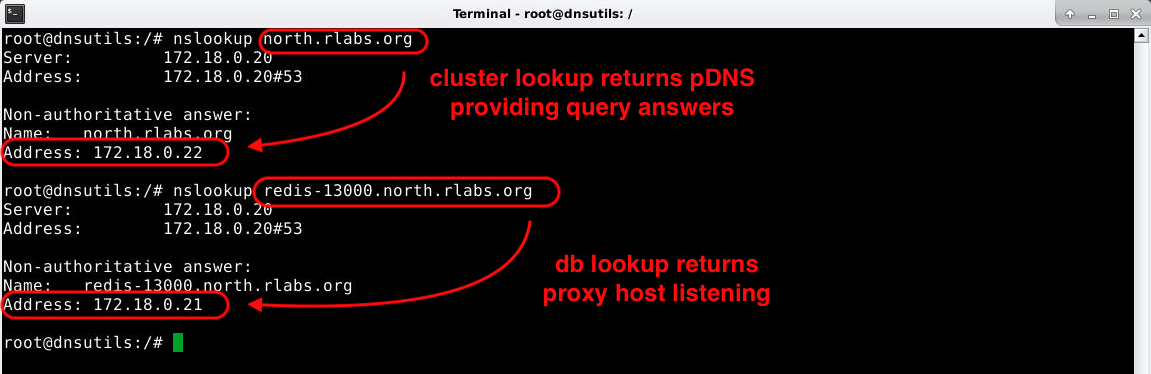 Terminal - root@dnsutils: /
root@dnsutils:/# nslookup north.rlabs.org
Server:         172.18.0.20
Address:        172.18.0.20#53
cluster lookup returns pDNS
providing query answers
Non-authoritative answer:
Name:   north.rlabs.org
Address: 172.18.0.22
root@dnsutils:/# nslookup redis-13000.north.rlabs.org
Server:         172.18.0.20
Address:        172.18.0.20#53
db lookup returns
proxy host listening
Non-authoritative answer:
Name:   redis-13000.north.rlabs.org
Address: 172.18.0.21
root@dnsutils:/#